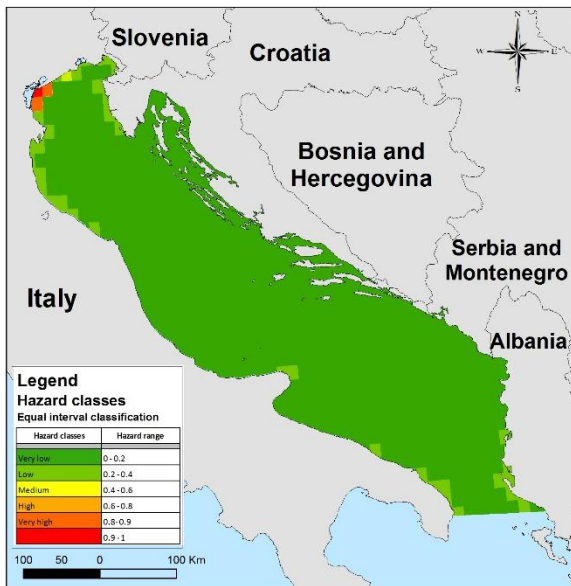 Slovenia
Croatia
N
W E
S
Bosnia and
Hercegovina
Serbia and
Montenegro
Italy
Albania
Legend
Hazard classes
Equal interval classification
Hazard classes Hazard range
Very low 0 - 0.2
Low 0.2 - 0.4
Medium 0.4 - 0.6
High 0.6 - 0.8
Very high 0.8-0.9
0.9 - 1
100 50 0 100 Km